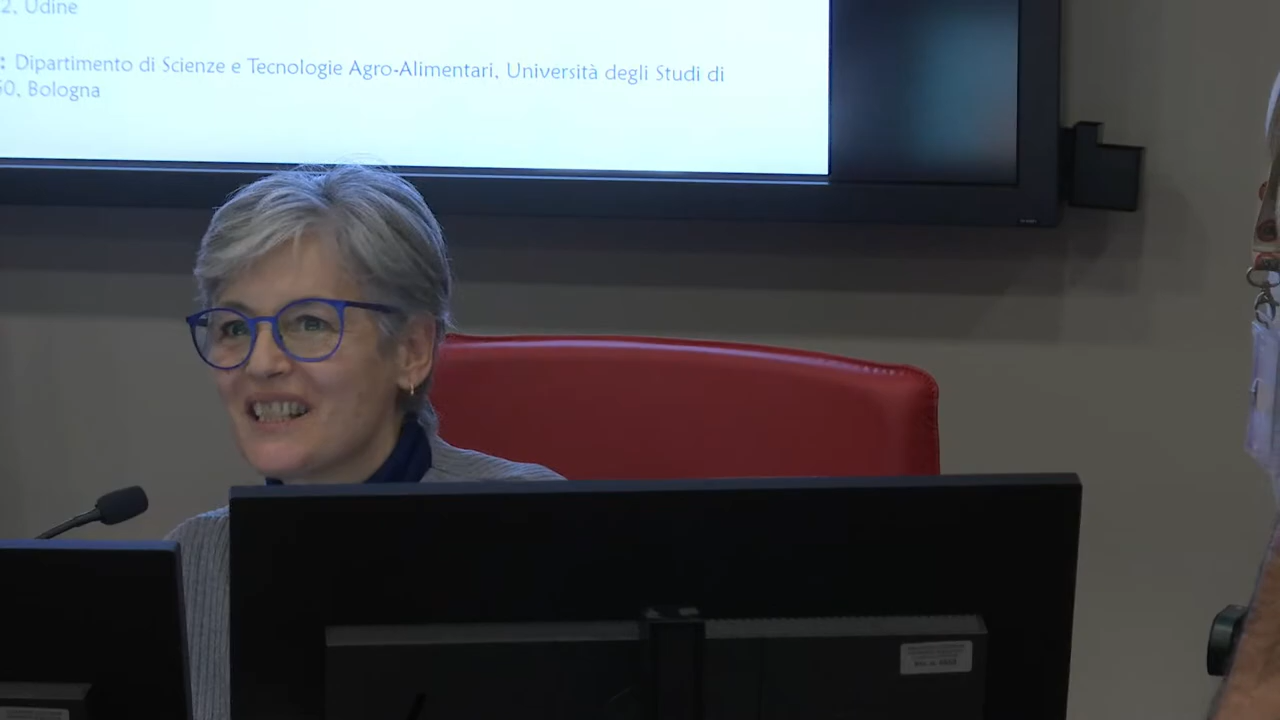 2, Udine
: Dipartimento di Scienze e Tecnologie Agro-Alimentari, Università degli Studi di
50, Bologna